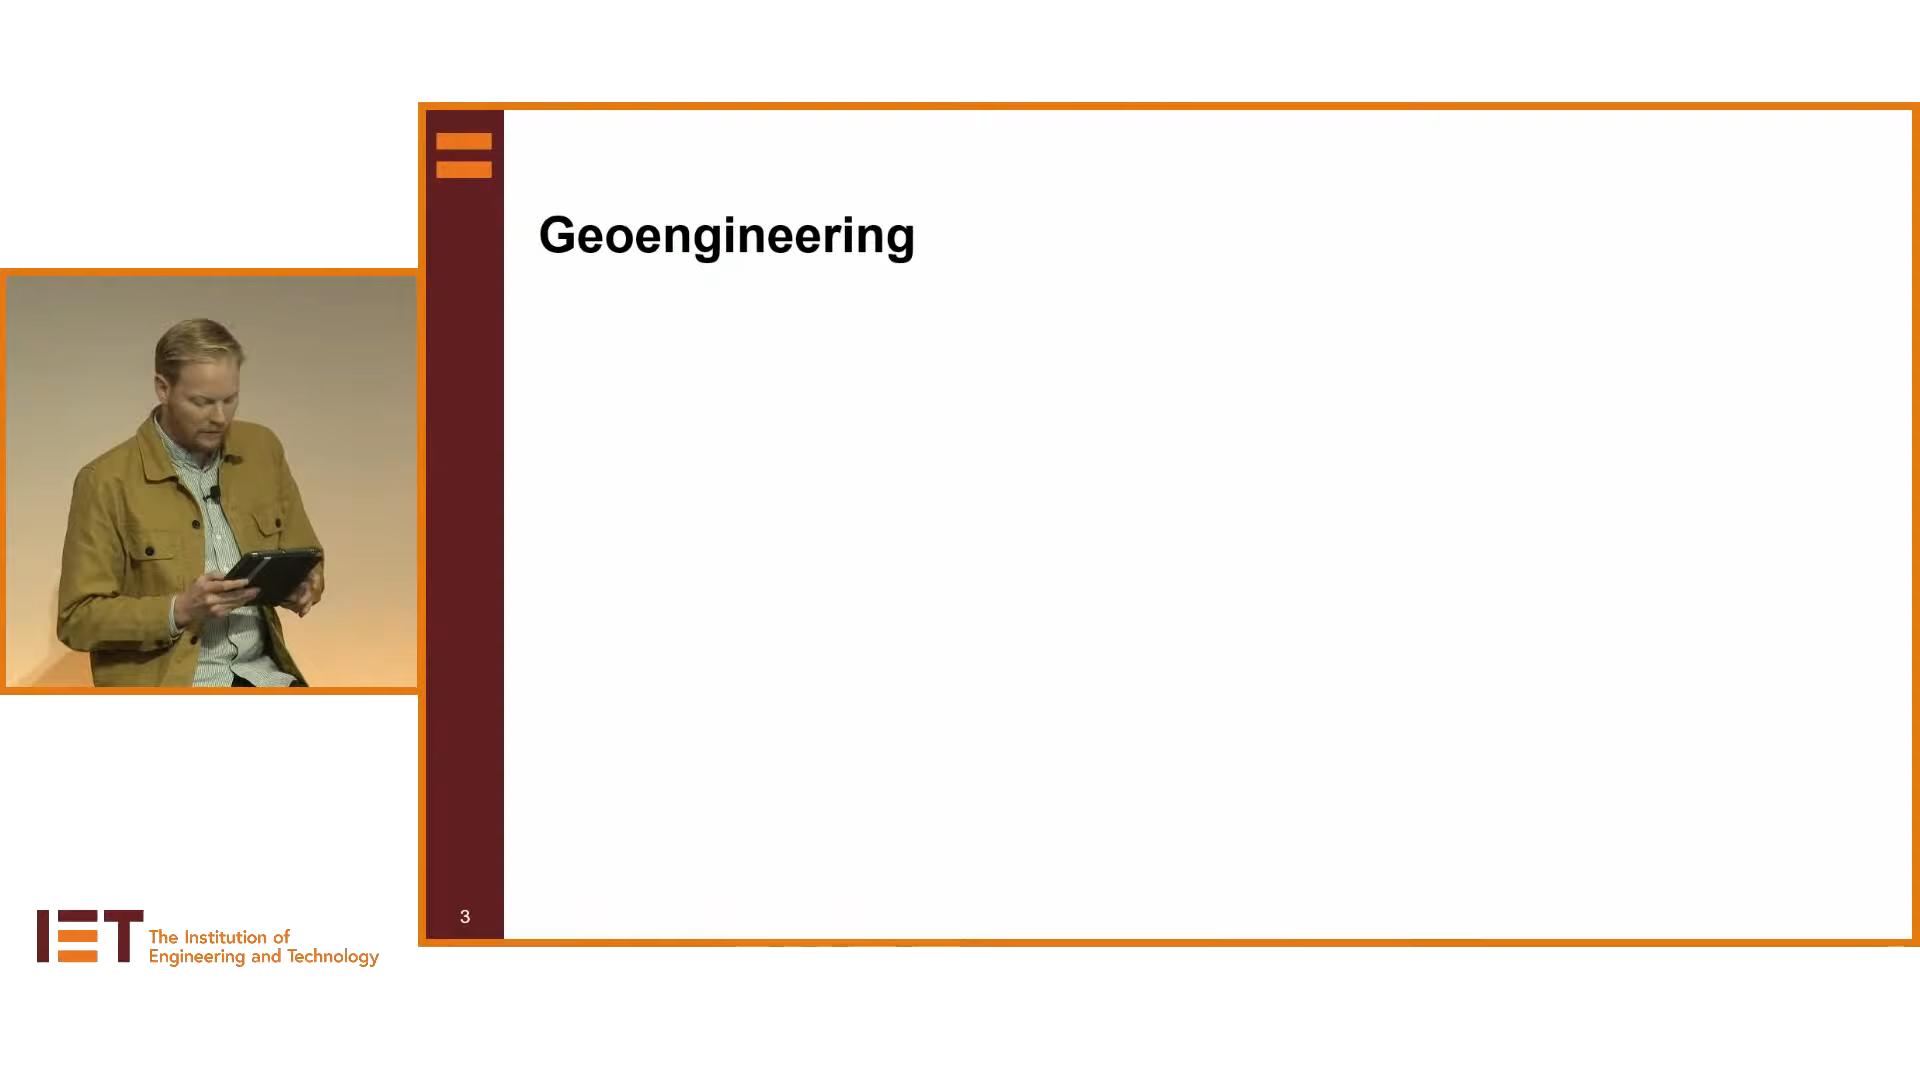 Geoengineering
3
IET
The Institution of
Engineering and Technology